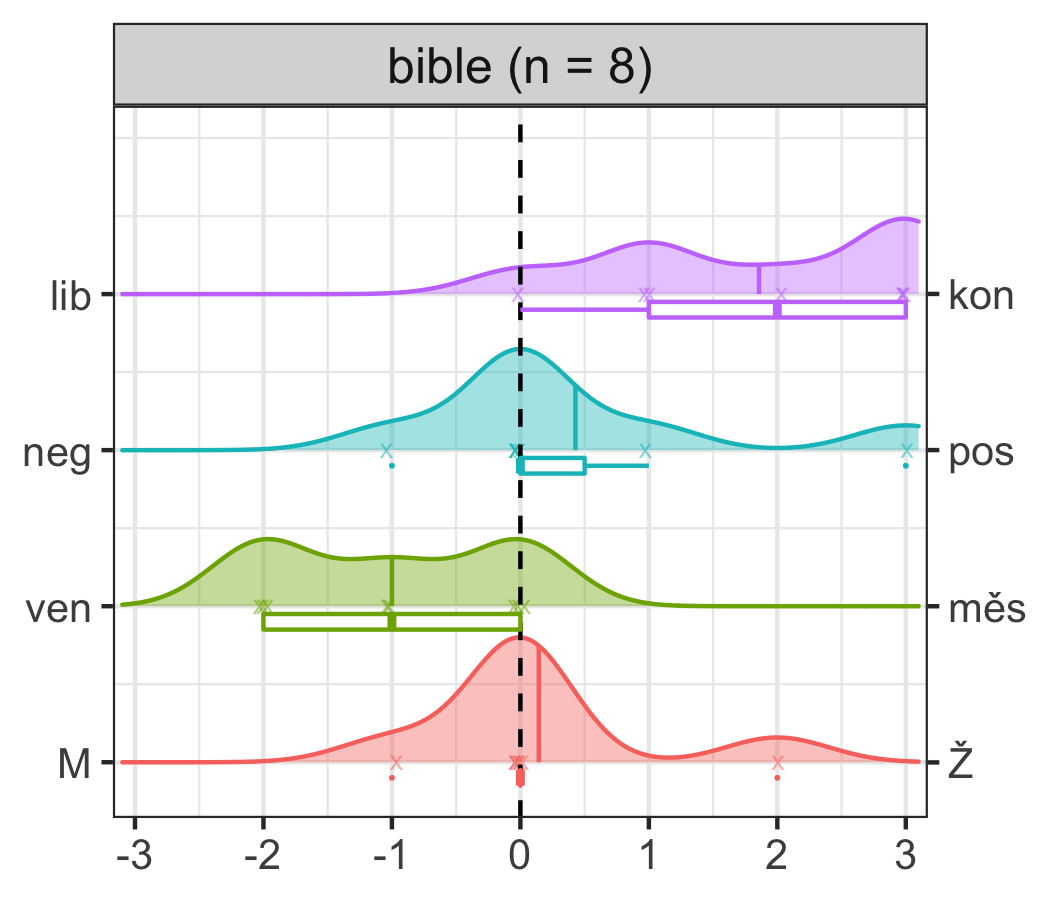 bible (n = 8)
lib kon
neg pos
ven měs
M Ž
-3 -2 -1 0 1 2 3